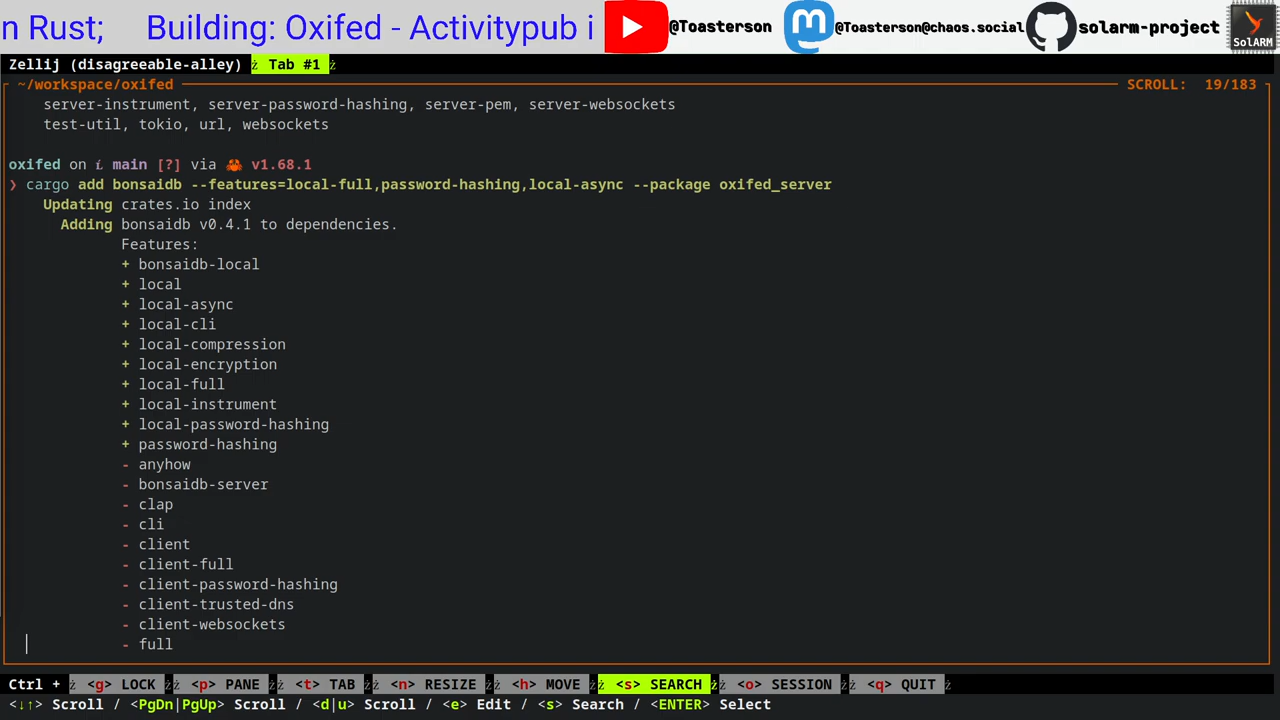 n Rust; Building: Oxifed - Activitypub i @Toasterson @Toasterson@chaos.social solarm-project
SolARM
Zellij (disagreeable-alley) Tab #1
~/workspace/oxifed SCROLL: 19/183
server-instrument, server-password-hashing, server-pem, server-websockets
test-util, tokio, url, websockets
oxifed on main [?] via 🦀 v1.68.1
❯ cargo add bonsaidb --features=local-full,password-hashing,local-async --package oxifed_server
Updating crates.io index
Adding bonsaidb v0.4.1 to dependencies.
Features:
+ bonsaidb-local
+ local
+ local-async
+ local-cli
+ local-compression
+ local-encryption
+ local-full
+ local-instrument
+ local-password-hashing
+ password-hashing
- anyhow
- bonsaidb-server
- clap
- cli
- client
- client-full
- client-password-hashing
- client-trusted-dns
- client-websockets
- full
Ctrl + <g> LOCK <p> PANE <t> TAB <n> RESIZE <h> MOVE <s> SEARCH <o> SESSION <q> QUIT
<↓↑> Scroll / <PgDn|PgUp> Scroll / <d|u> Scroll / <e> Edit / <s> Search / <ENTER> Select